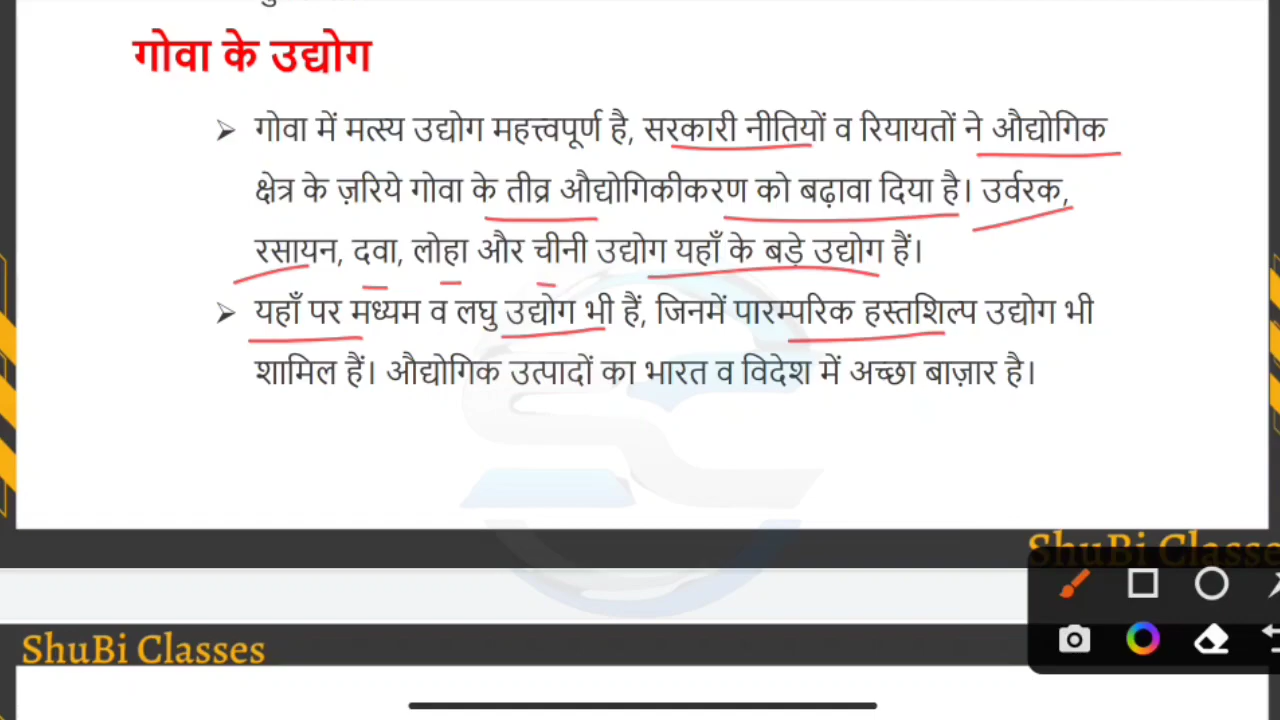 गोवा के उद्योग
➢ गोवा में मत्स्य उद्योग महत्त्वपूर्ण है, सरकारी नीतियों व रियायतों ने औद्योगिक
क्षेत्र के ज़रिये गोवा के तीव्र औद्योगिकीकरण को बढ़ावा दिया है। उर्वरक,
रसायन, दवा, लोहा और चीनी उद्योग यहाँ के बड़े उद्योग हैं।
➢ यहाँ पर मध्यम व लघु उद्योग भी हैं, जिनमें पारम्परिक हस्तशिल्प उद्योग भी
शामिल हैं। औद्योगिक उत्पादों का भारत व विदेश में अच्छा बाज़ार है।
ShuBi Classes
ShuBi Classes